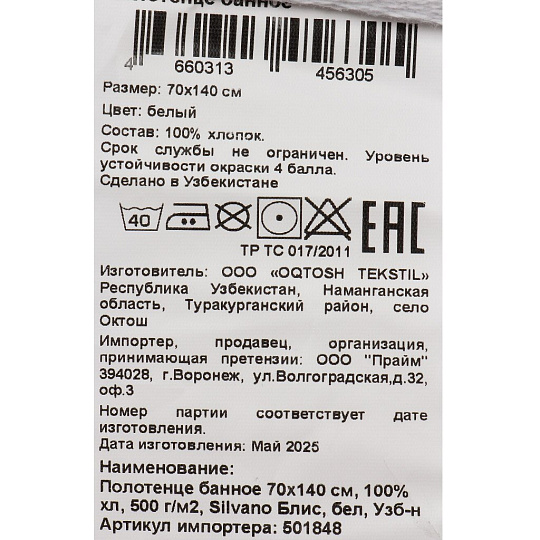 Полотенце банное
4 660313 456305
Размер: 70х140 см
Цвет: белый
Состав: 100% хлопок.
Срок службы не ограничен. Уровень
устойчивости окраски 4 балла.
Сделано в Узбекистане
40
EAC
ТР ТС 017/2011
Изготовитель: ООО «OQTOSH TEKSTIL»
Республика Узбекистан, Наманганская
область, Туракурганский район, село
Октош
Импортер, продавец, организация,
принимающая претензии: ООО "Прайм"
394028, г.Воронеж, ул.Волгоградская,д.32,
оф.3
Номер партии соответствует дате
изготовления.
Дата изготовления: Май 2025
Наименование:
Полотенце банное 70х140 см, 100%
хл, 500 г/м2, Silvano Блис, бел, Узб-н
Артикул импортера: 501848